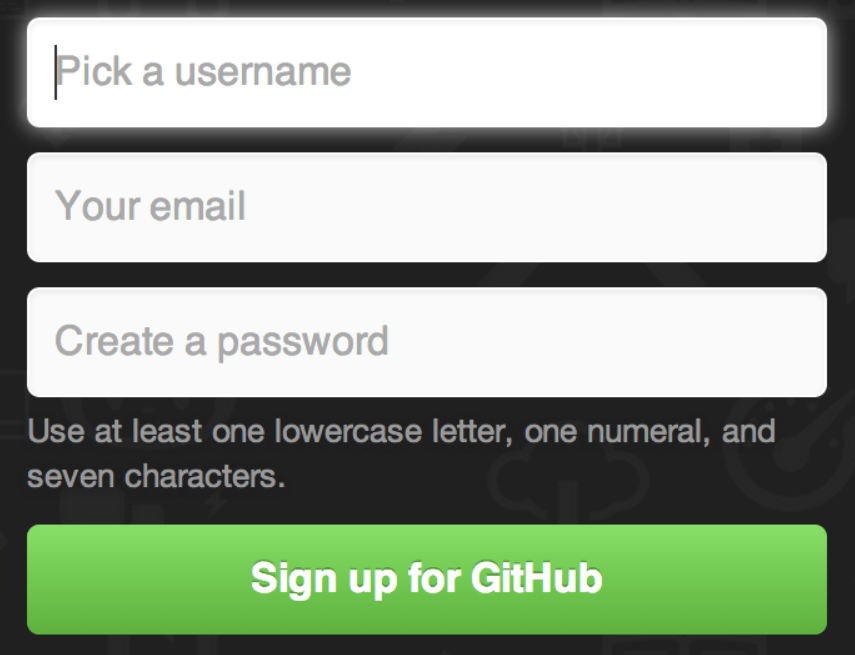 Pick a username
Your email
Create a password
Use at least one lowercase letter, one numeral, and
seven characters.
Sign up for GitHub